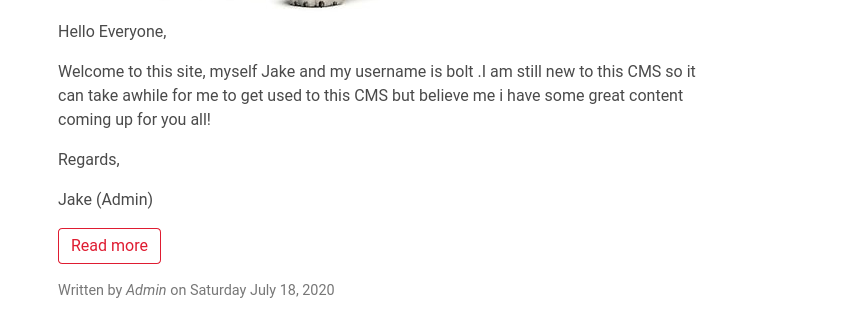 Hello Everyone,
Welcome to this site, myself Jake and my username is bolt .I am still new to this CMS so it
can take awhile for me to get used to this CMS but believe me i have some great content
coming up for you all!
Regards,
Jake (Admin)
Read more
Written by Admin on Saturday July 18, 2020